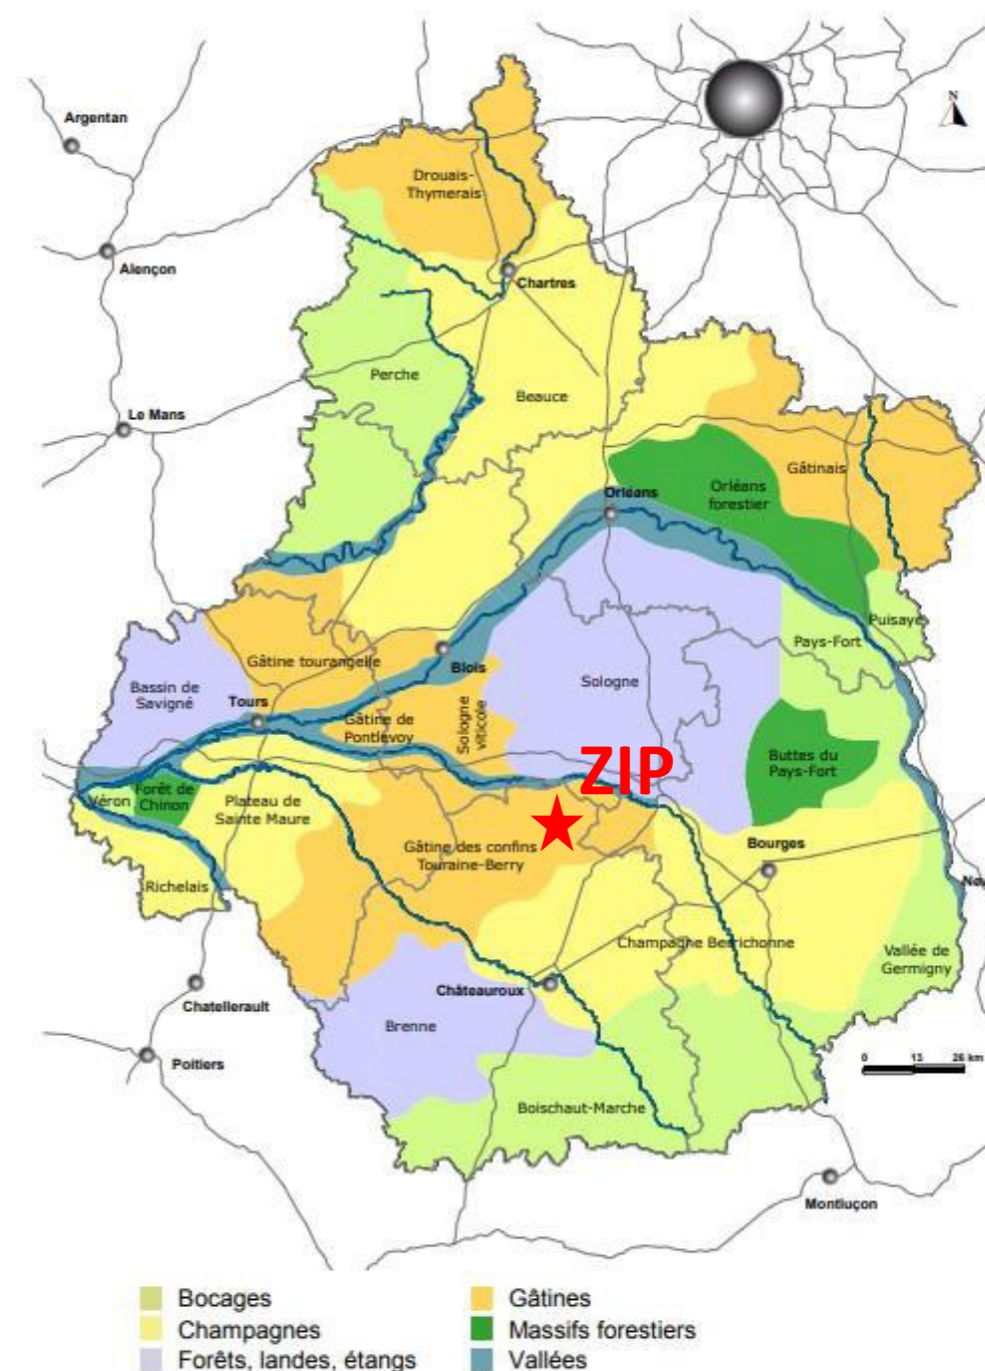 N
Argentan
Drouais-
Thymerais
Alençon
Chartres
Perche
Beauce
Le Mans
Gâtinais
Orléans
Orléans
forestier
Puisaye
Pays-Fort
Gâtine tourangelle
Blois
Bassin de
Savigné
Sologne
Tours
Gâtine de
Pontlevoy
Sologne
viticole
Buttes du
Pays-Fort
ZIP
Véron
Forêt de
Chinon
Plateau de
Sainte Maure
Gâtine des confins
Touraine-Berry
Bourges
Richelais
Champagne Berrichonne
Vallée de
Germigny
Chatellerault
Châteauroux
Brenne
Poitiers
0 13 26 km
Boischaut-Marche
Montluçon
Bocages
Gâtines
Champagnes
Massifs forestiers
Forêts, landes, étangs
Vallées